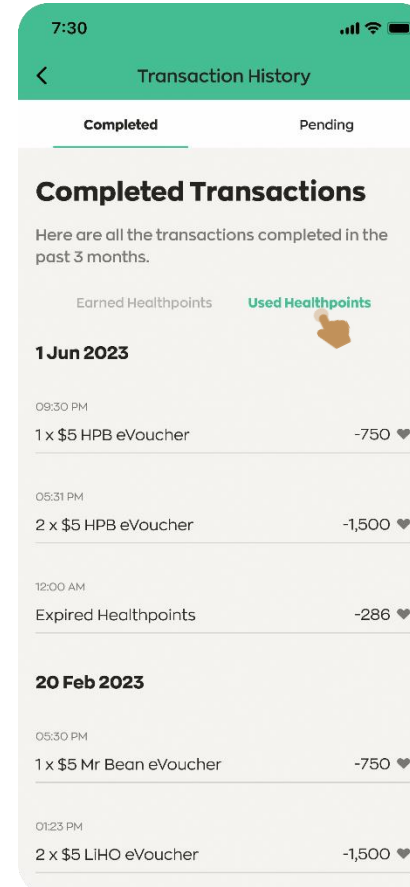 7:30
Transaction History
Completed Pending
Completed Transactions
Here are all the transactions completed in the
past 3 months.
Earned Healthpoints Used Healthpoints
1 Jun 2023
09:30 PM
1 x $5 HPB eVoucher -750
05:31 PM
2 x $5 HPB eVoucher -1,500
12:00 AM
Expired Healthpoints -286
20 Feb 2023
05:30 PM
1 x $5 Mr Bean eVoucher -750
01:23 PM
2 x $5 LiHO eVoucher -1,500